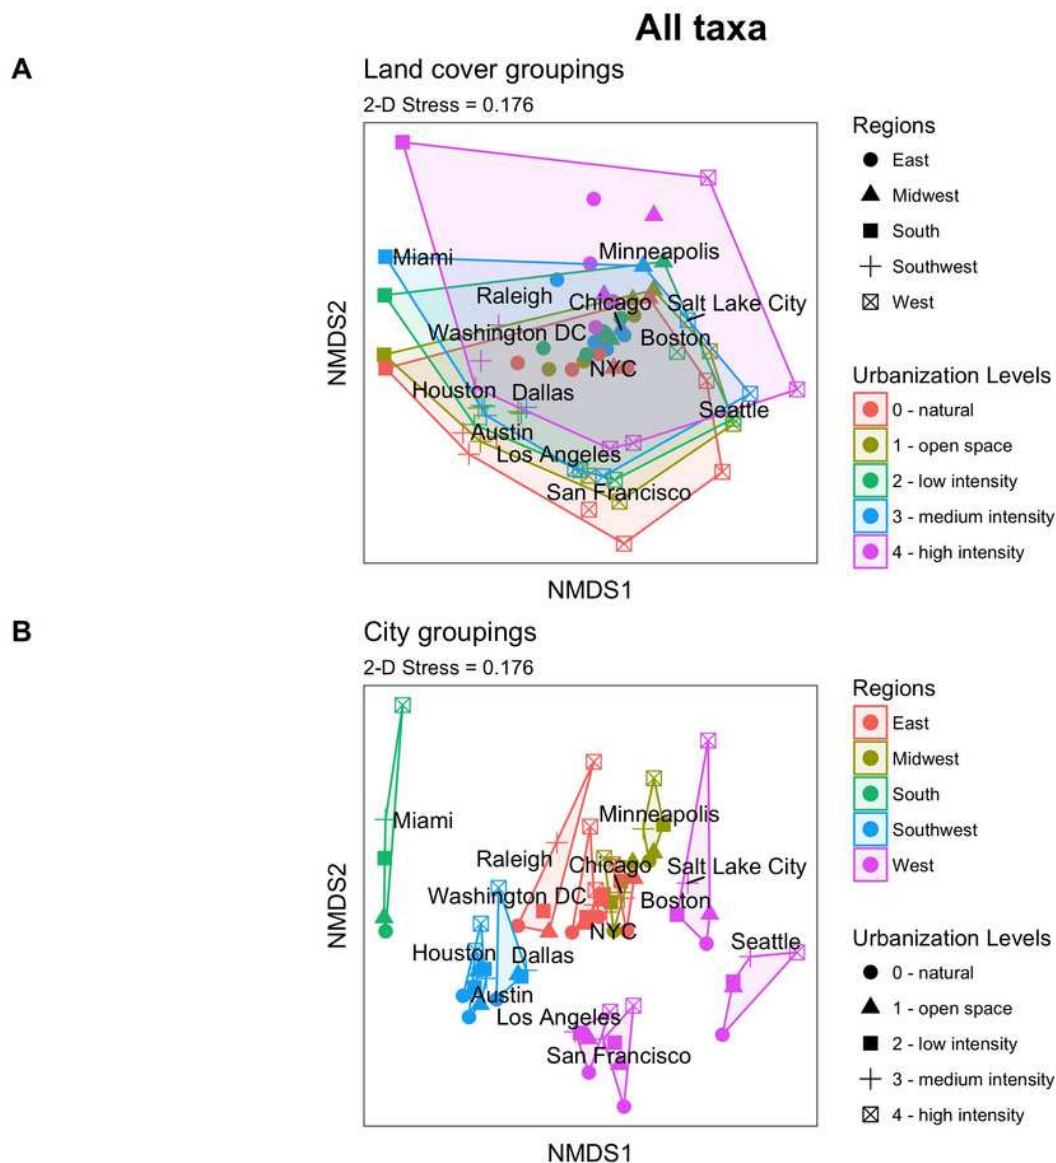 All taxa
A
Land cover groupings
2-D Stress = 0.176
Miami
Minneapolis
Raleigh
Chicago
Salt Lake City
Washington DC
Boston
NYC
Houston
Dallas
Seattle
Austin
Los Angeles
San Francisco
NMDS2
NMDS1
Regions
East
Midwest
South
Southwest
West
Urbanization Levels
0 - natural
1 - open space
2 - low intensity
3 - medium intensity
4 - high intensity
B
City groupings
2-D Stress = 0.176
Miami
Minneapolis
Raleigh
Chicago
Salt Lake City
Washington DC
Boston
NYC
Seattle
Houston
Dallas
Austin
Los Angeles
San Francisco
NMDS2
NMDS1
Regions
East
Midwest
South
Southwest
West
Urbanization Levels
0 - natural
1 - open space
2 - low intensity
3 - medium intensity
4 - high intensity